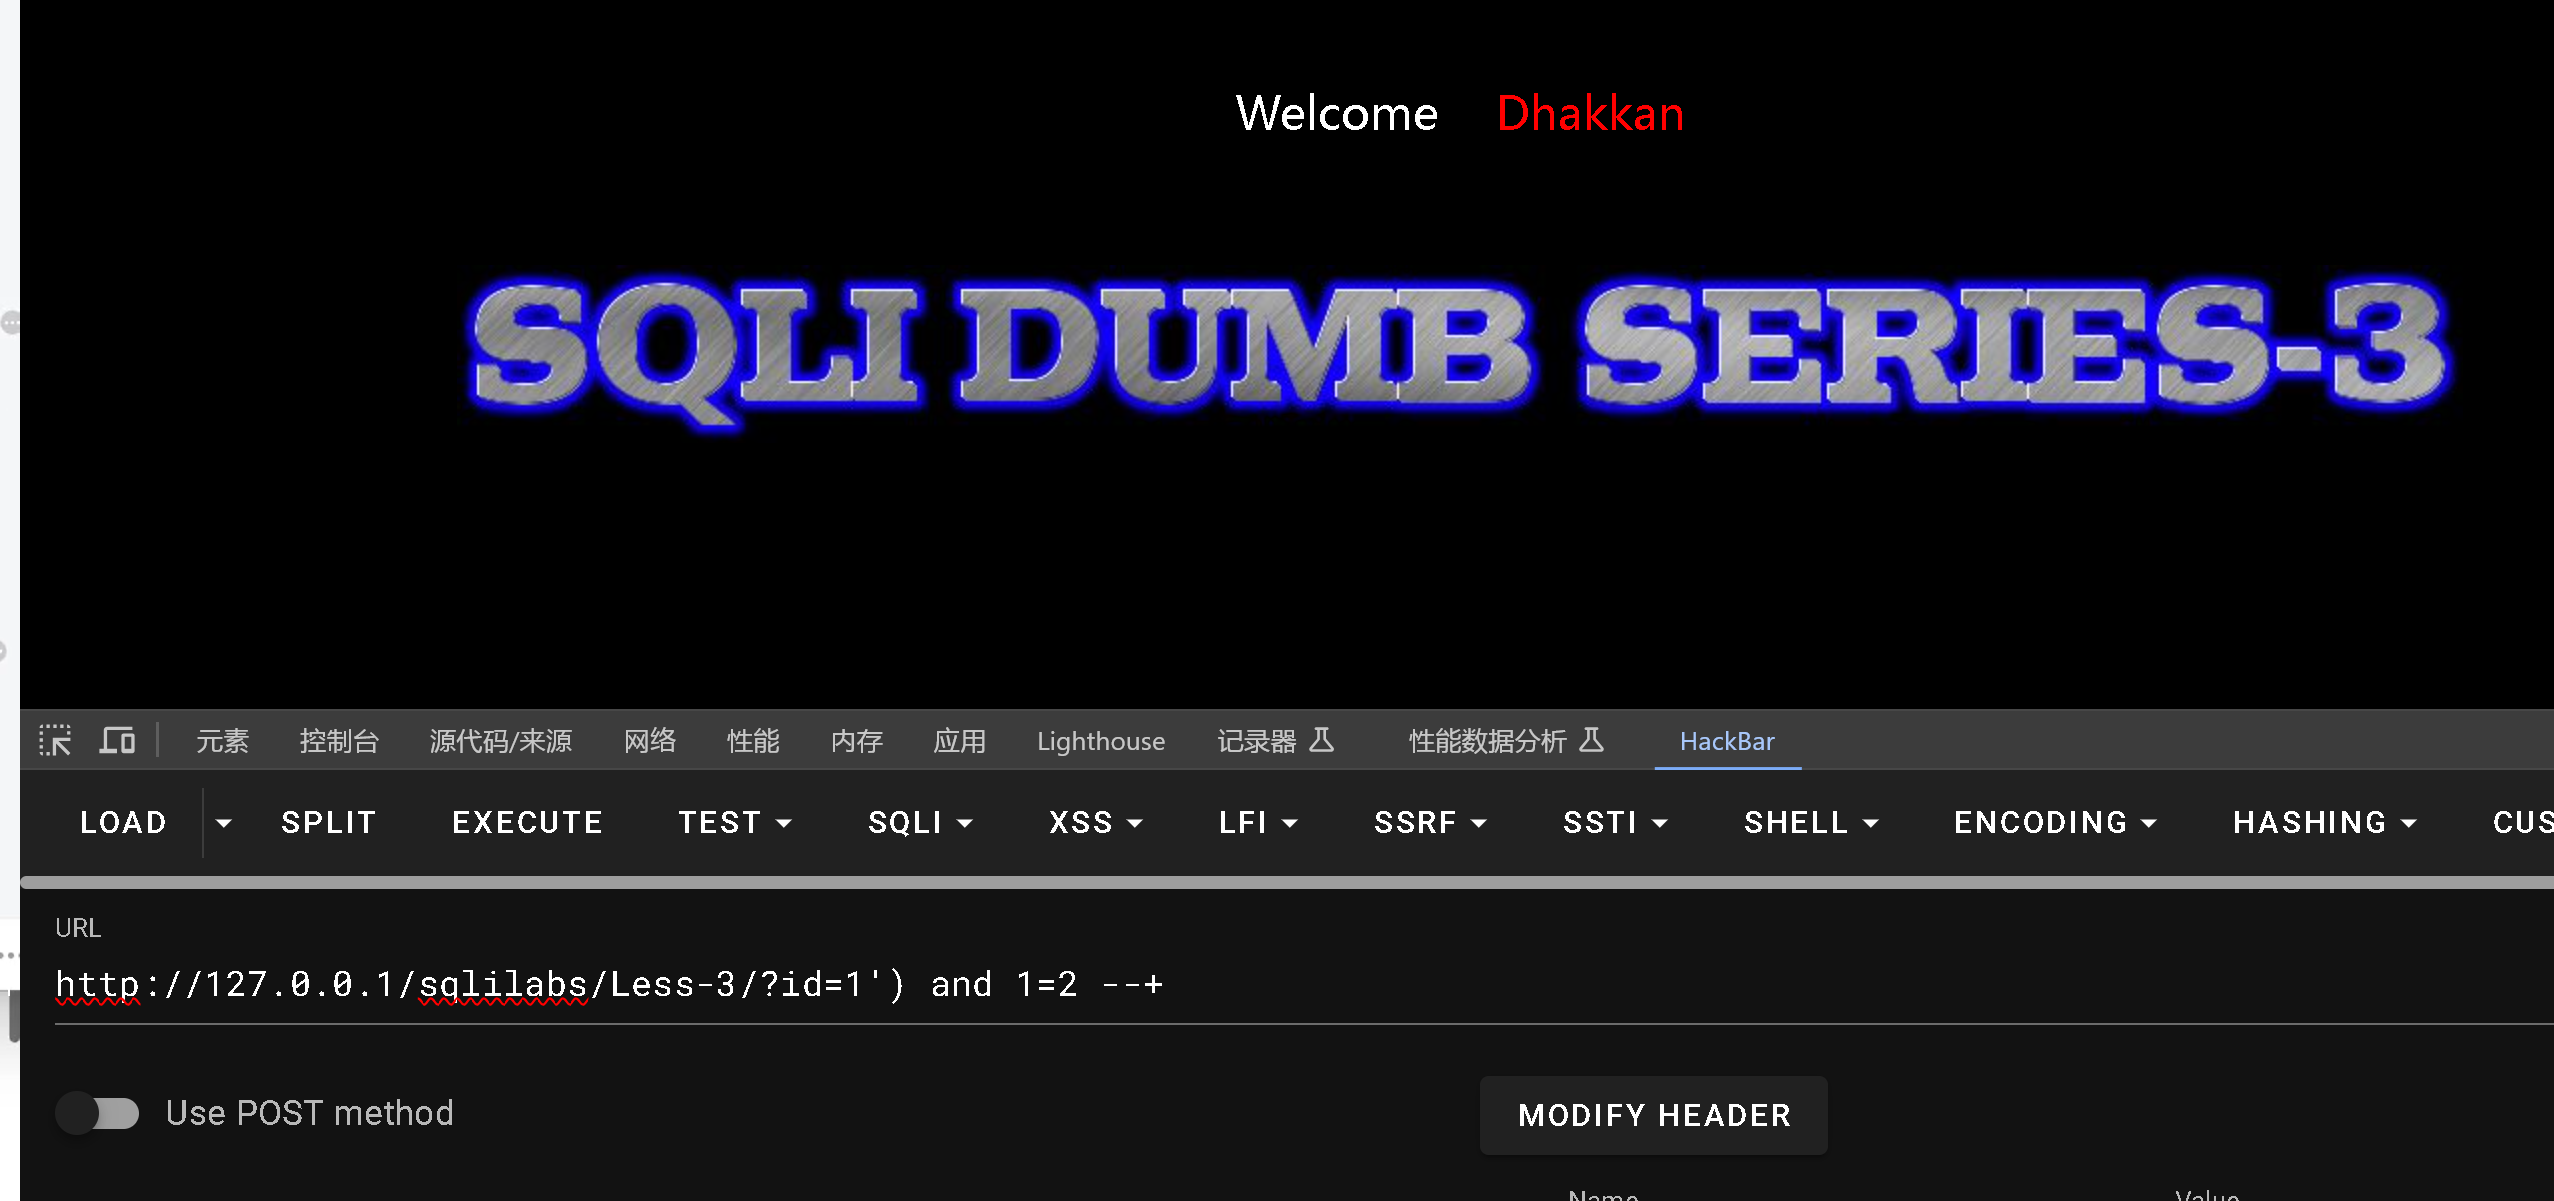 Welcome Dhakkan
SQLI DUMB SERIES-3
元素 控制台 源代码/来源 网络 性能 内存 应用 Lighthouse 记录器 性能数据分析 HackBar
LOAD SPLIT EXECUTE TEST SQLI XSS LFI SSRF SSTI SHELL ENCODING HASHING CUS
URL
http://127.0.0.1/sqlilabs/Less-3/?id=1') and 1=2 --+
Use POST method MODIFY HEADER
Name Value